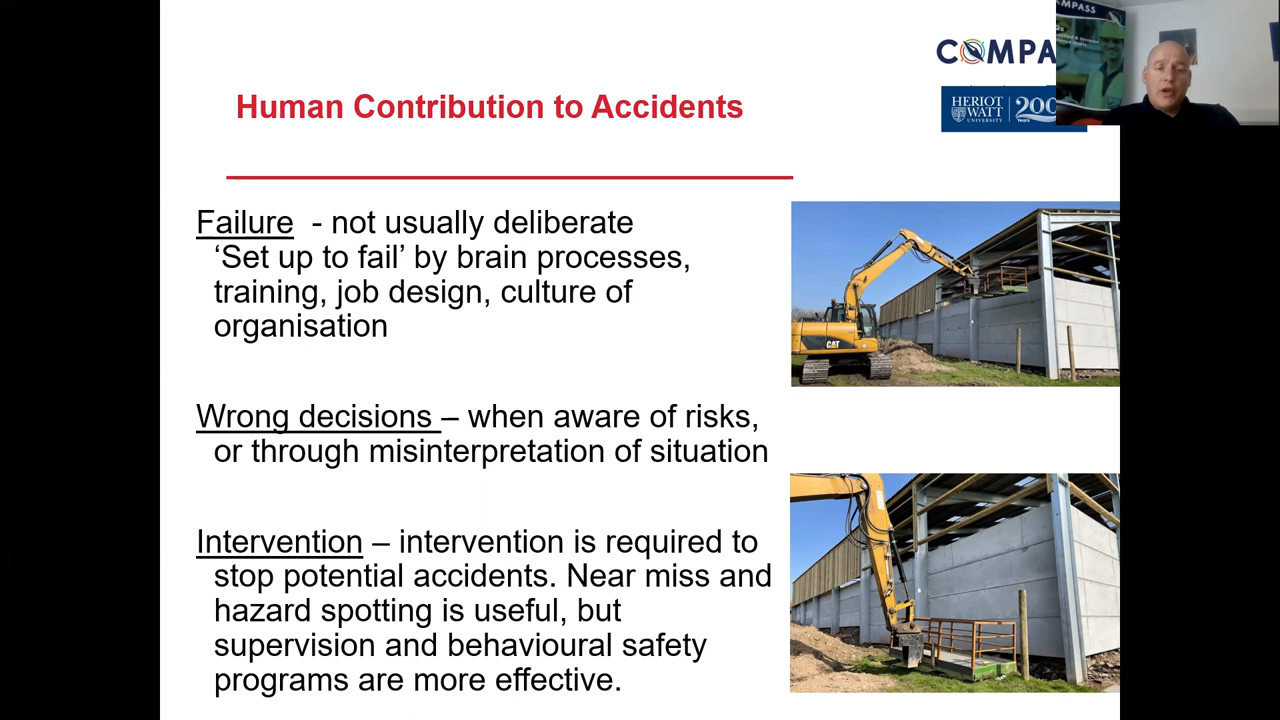 COMPA
HERIOT
WATT
UNIVERSITY
200
Years
MPASS
Human Contribution to Accidents
Failure - not usually deliberate
‘Set up to fail’ by brain processes,
training, job design, culture of
organisation
CAT
Wrong decisions – when aware of risks,
or through misinterpretation of situation
Intervention – intervention is required to
stop potential accidents. Near miss and
hazard spotting is useful, but
supervision and behavioural safety
programs are more effective.